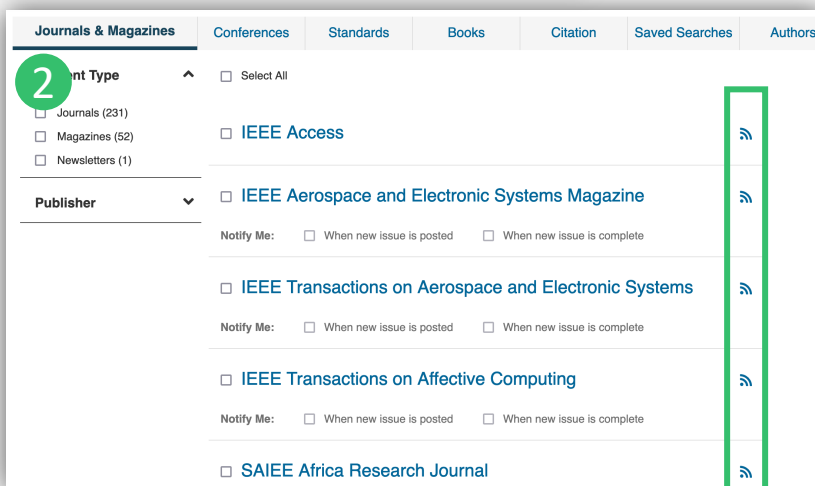 Journals & Magazines Conferences Standards Books Citation Saved Searches Authors
2 nt Type
Select All
Journals (231)
Magazines (52)
Newsletters (1)
Publisher
IEEE Access
IEEE Aerospace and Electronic Systems Magazine
Notify Me: When new issue is posted When new issue is complete
IEEE Transactions on Aerospace and Electronic Systems
Notify Me: When new issue is posted When new issue is complete
IEEE Transactions on Affective Computing
Notify Me: When new issue is posted When new issue is complete
SAIEE Africa Research Journal